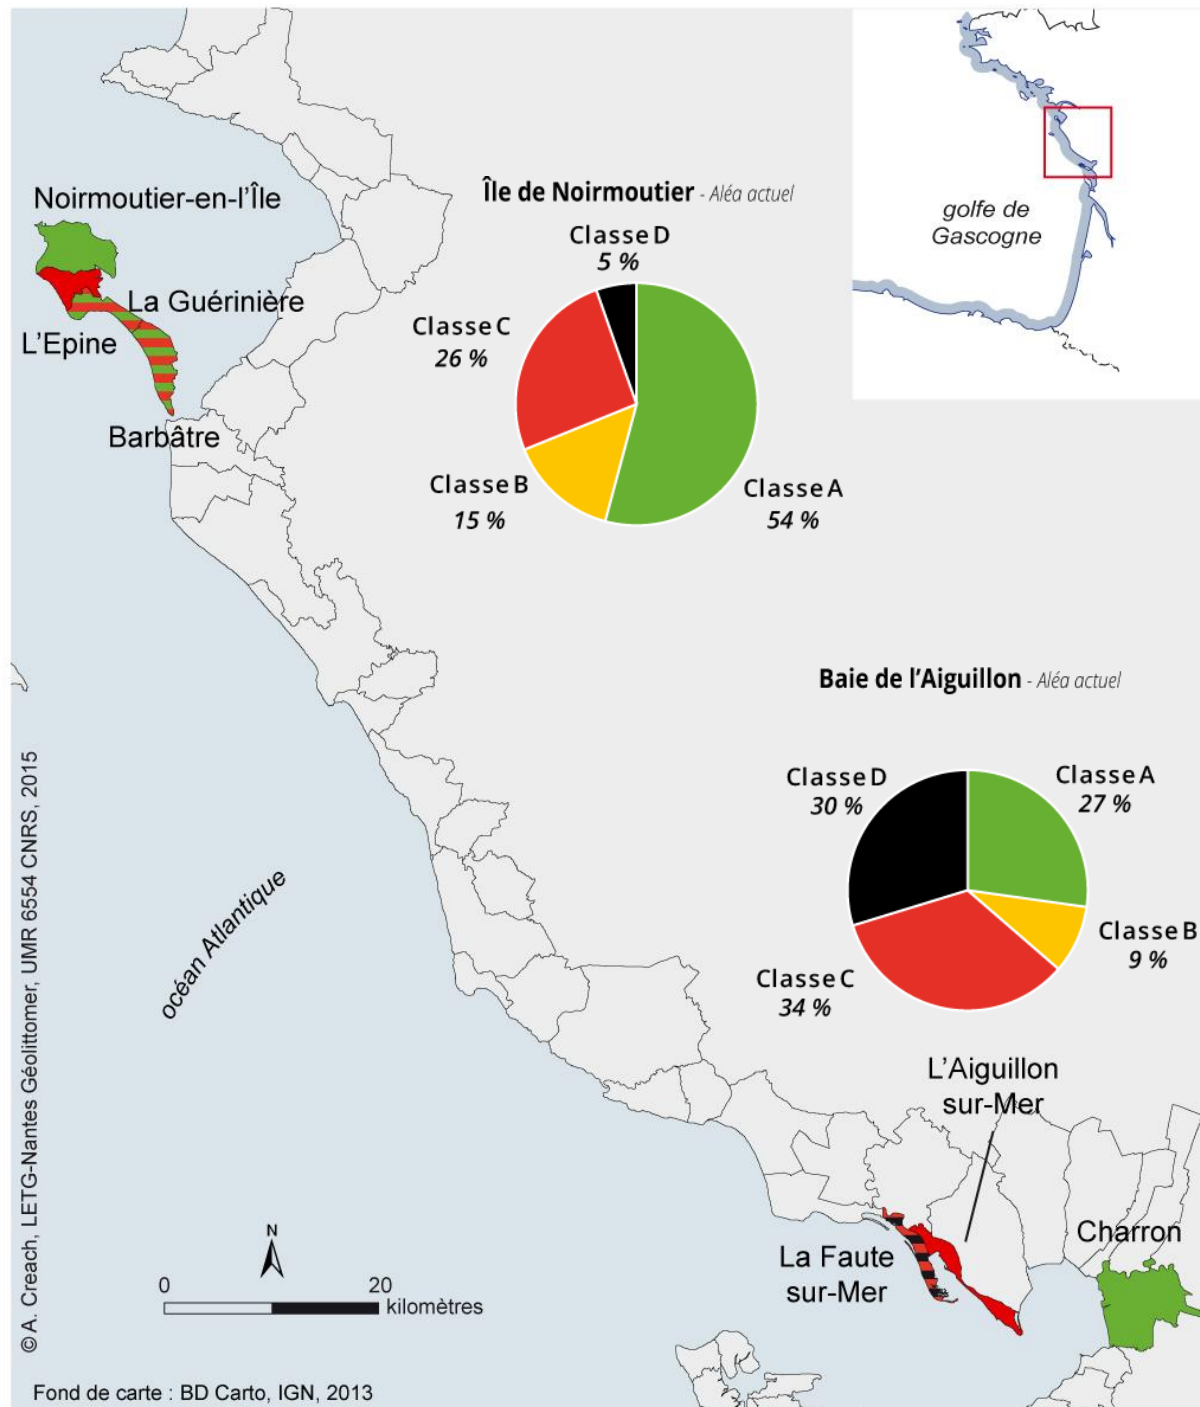 golfe de
Gascogne
Noirmoutier-en-l'Île
La Guérinière
L'Epine
Barbâtre
Île de Noirmoutier - Aléa actuel
Classe D
5 %
Classe C
26 %
Classe B
15 %
Classe A
54 %
Baie de l'Aiguillon - Aléa actuel
Classe D
30 %
Classe A
27 %
Classe B
9 %
Classe C
34 %
océan Atlantique
L'Aiguillon
sur-Mer
Charron
La Faute
sur-Mer
N
0 20
kilomètres
© A. Creach, LETG-Nantes Géolittomer, UMR 6554 CNRS, 2015
Fond de carte : BD Carto, IGN, 2013